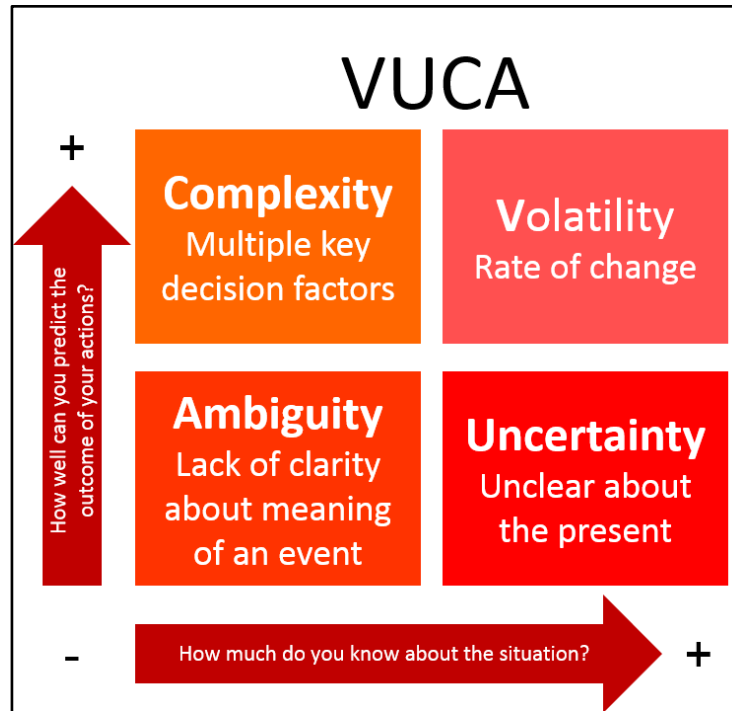 VUCA
+
How well can you predict the
outcome of your actions?
Complexity
Multiple key
decision factors
Volatility
Rate of change
Ambiguity
Lack of clarity
about meaning
of an event
Uncertainty
Unclear about
the present
-
How much do you know about the situation?
+